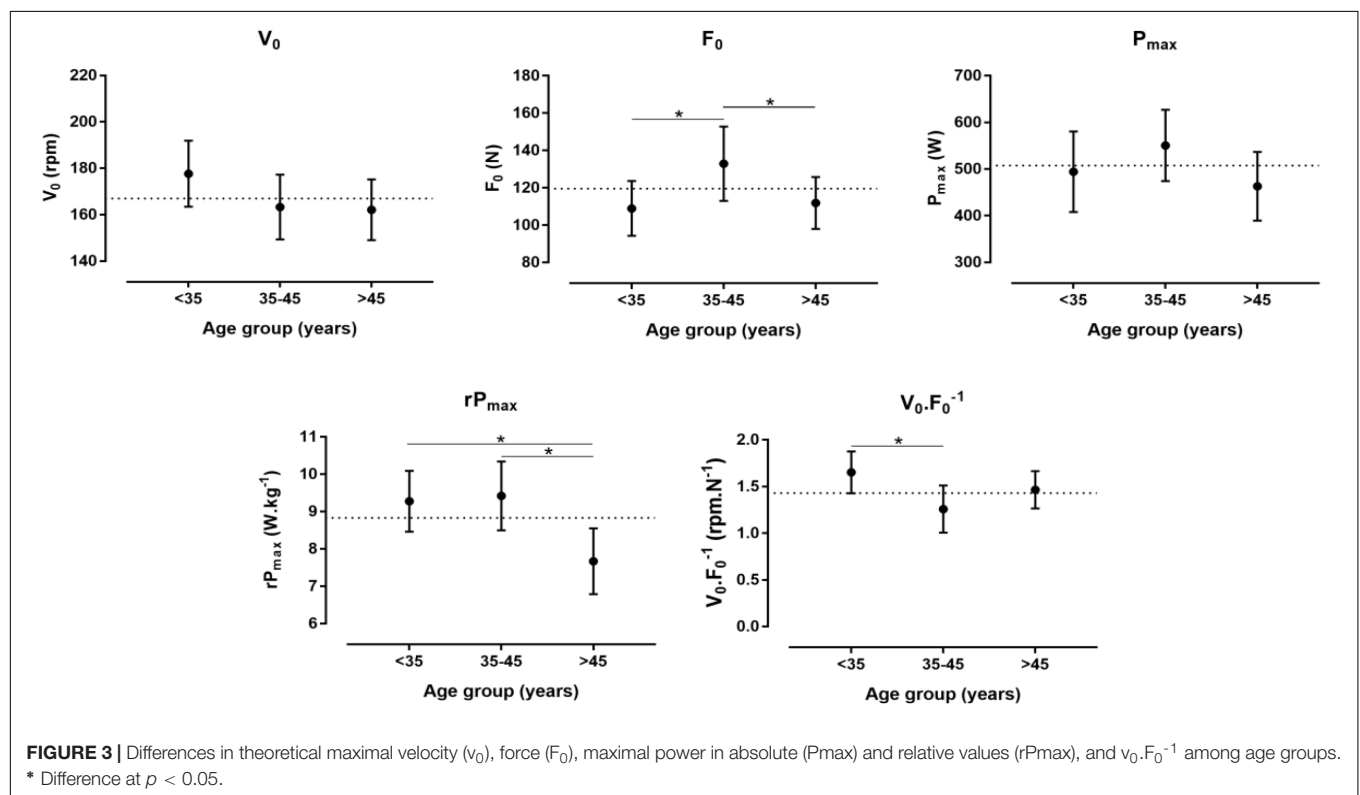 V₀
220
200
180
160
140
V₀ (rpm)
<35 35-45 >45
Age group (years)
F₀
180
160
140
120
100
80
F₀ (N)
* *
<35 35-45 >45
Age group (years)
Pmax
700
600
500
400
300
Pmax (W)
<35 35-45 >45
Age group (years)
rPmax
11
10
9
8
7
6
rPmax (W.kg⁻¹)
*
*
<35 35-45 >45
Age group (years)
V₀.F₀⁻¹
2.0
1.5
1.0
0.5
0.0
V₀.F₀⁻¹ (rpm.N⁻¹)
*
<35 35-45 >45
Age group (years)
FIGURE 3 | Differences in theoretical maximal velocity (v₀), force (F₀), maximal power in absolute (Pmax) and relative values (rPmax), and v₀.F₀⁻¹ among age groups.
* Difference at p < 0.05.